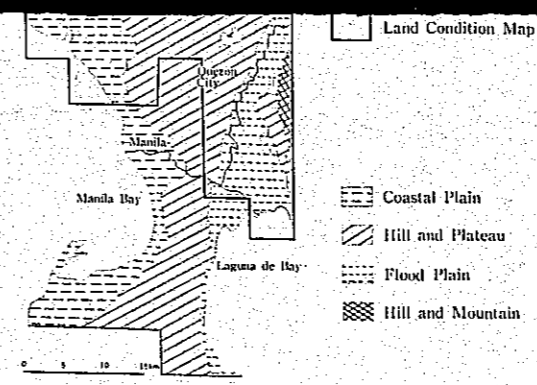 Land Condition Map
Quezon
City
Manila
Manila Bay
Coastal Plain
Hill and Plateau
Laguna de Bay
Flood Plain
Hill and Mountain
0 5 10 15km